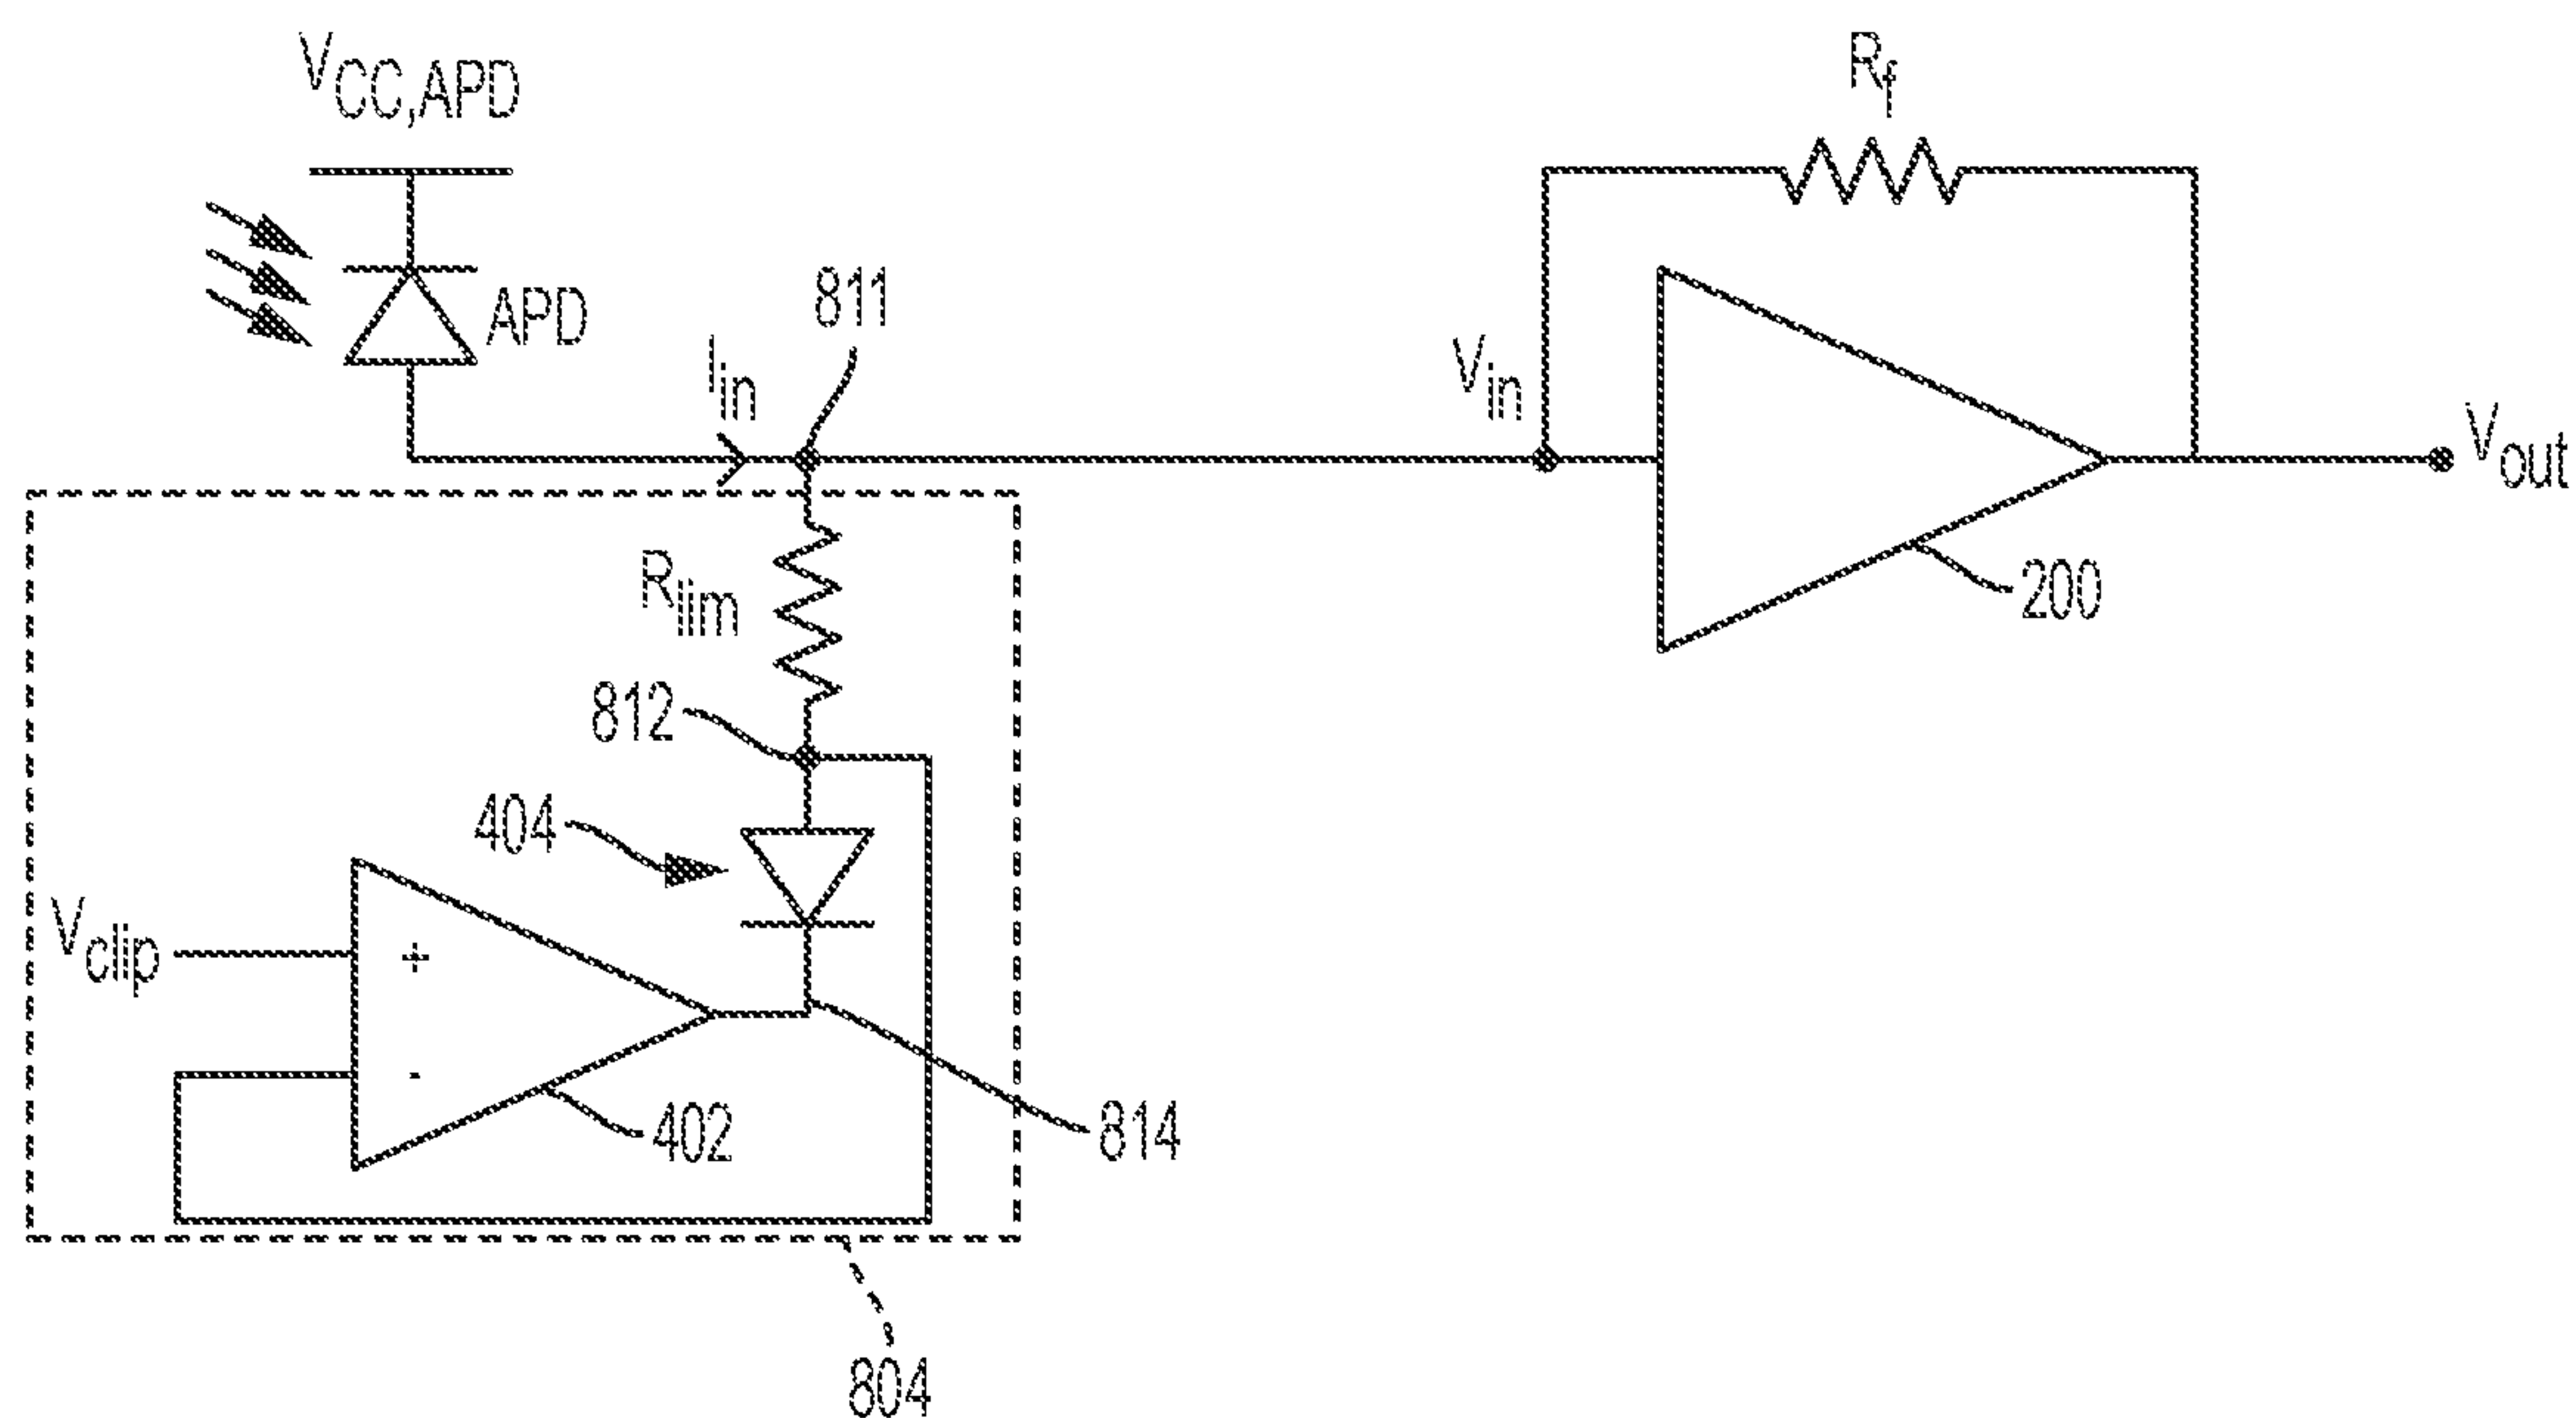 VCC,APD
Rf
APD
811
Iin
Vin
Vout
Rlim
200
812
404
Vclip
+
-
402
814
804